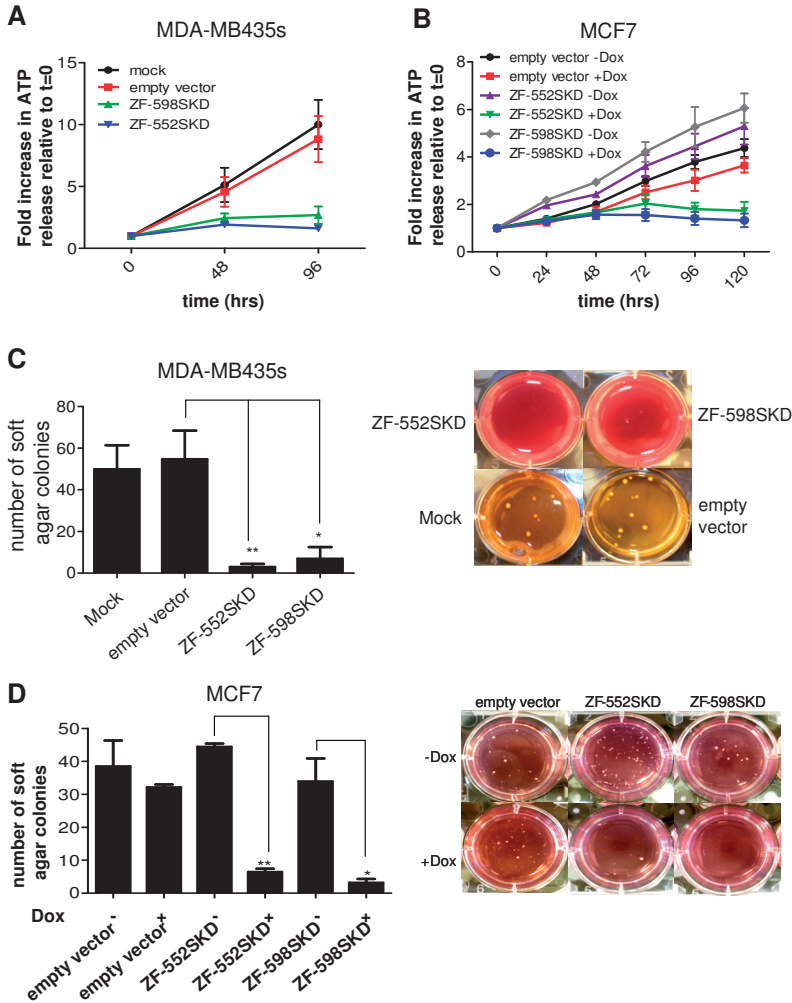 A
MDA-MB435s
Fold increase in ATP
release relative to t=0
15
10
5
0
mock
empty vector
ZF-598SKD
ZF-552SKD
0
48
96
time (hrs)
B
MCF7
Fold increase in ATP
release relative to t=0
8
6
4
2
0
empty vector -Dox
empty vector +Dox
ZF-552SKD -Dox
ZF-552SKD +Dox
ZF-598SKD -Dox
ZF-598SKD +Dox
0
24
48
72
96
120
time (hrs)
C
MDA-MB435s
number of soft
agar colonies
80
60
40
20
0
**
*
Mock
empty vector
ZF-552SKD
ZF-598SKD
ZF-552SKD
ZF-598SKD
Mock
empty
vector
D
MCF7
number of soft
agar colonies
50
40
30
20
10
0
**
*
Dox
empty vector -
empty vector +
ZF-552SKD -
ZF-552SKD +
ZF-598SKD -
ZF-598SKD +
empty vector
ZF-552SKD
ZF-598SKD
-Dox
+Dox